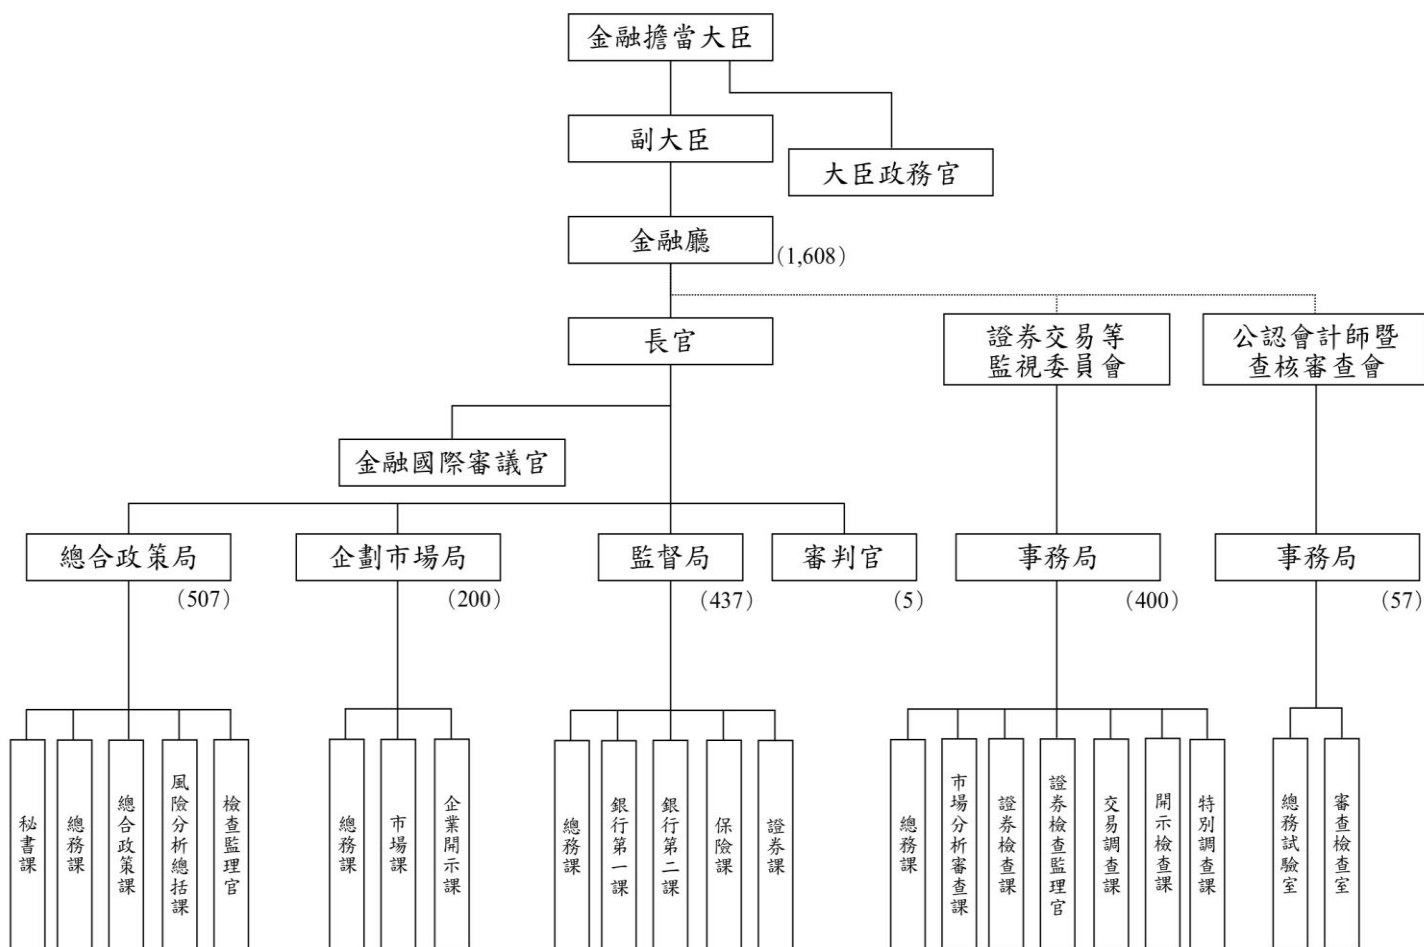 金融擔當大臣
副大臣
大臣政務官
金融廳
（1,608）
長官
證券交易等
監視委員會
公認會計師暨
查核審查會
金融國際審議官
總合政策局
（507）
企劃市場局
（200）
監督局
（437）
審判官
（5）
事務局
（400）
事務局
（57）
秘書課
總務課
總合政策課
風險分析總括課
檢查監理官
總務課
市場課
企業開示課
總務課
銀行第一課
銀行第二課
保險課
證券課
總務課
市場分析審查課
證券檢查課
證券檢查監理官
交易調查課
開示檢查課
特別調查課
總務試驗室
審查檢查室